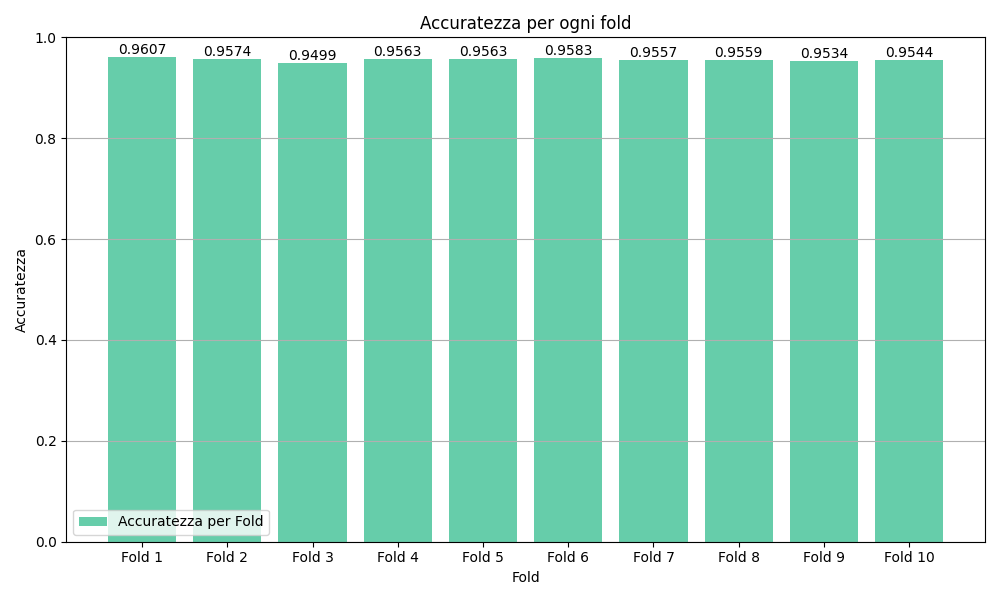 Accuratezza per ogni fold
1.0
0.8
0.6
0.4
0.2
0.0
Accuratezza
0.9607 0.9574 0.9499 0.9563 0.9563 0.9583 0.9557 0.9559 0.9534 0.9544
Accuratezza per Fold
Fold 1 Fold 2 Fold 3 Fold 4 Fold 5 Fold 6 Fold 7 Fold 8 Fold 9 Fold 10
Fold